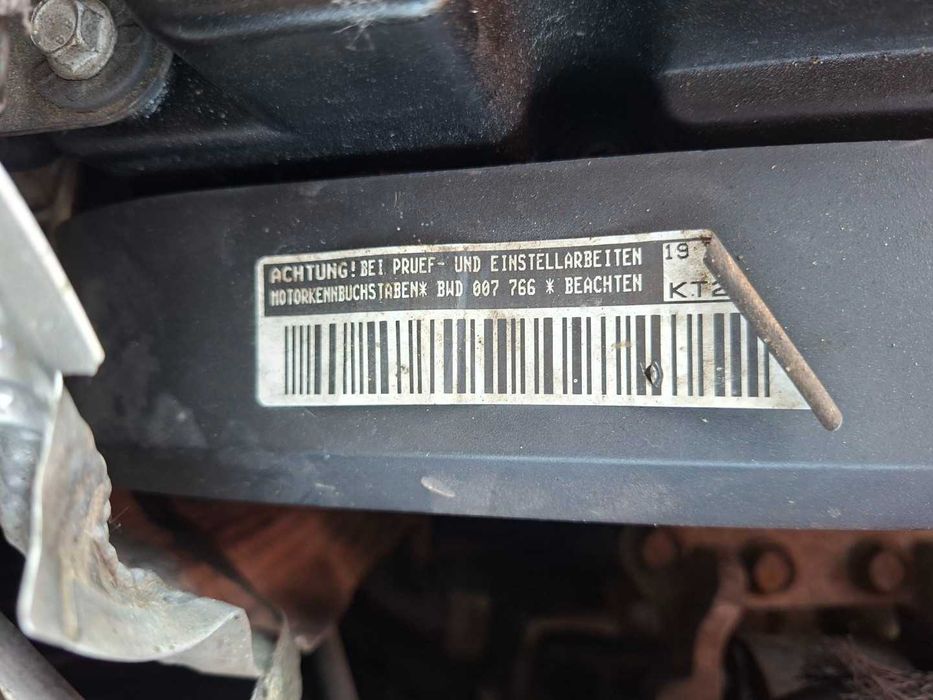 ACHTUNG! BEI PRUEF- UND EINSTELLARBEITEN
MOTORKENNBUCHSTABEN* BWD 007 766 * BEACHTEN
19
KT2